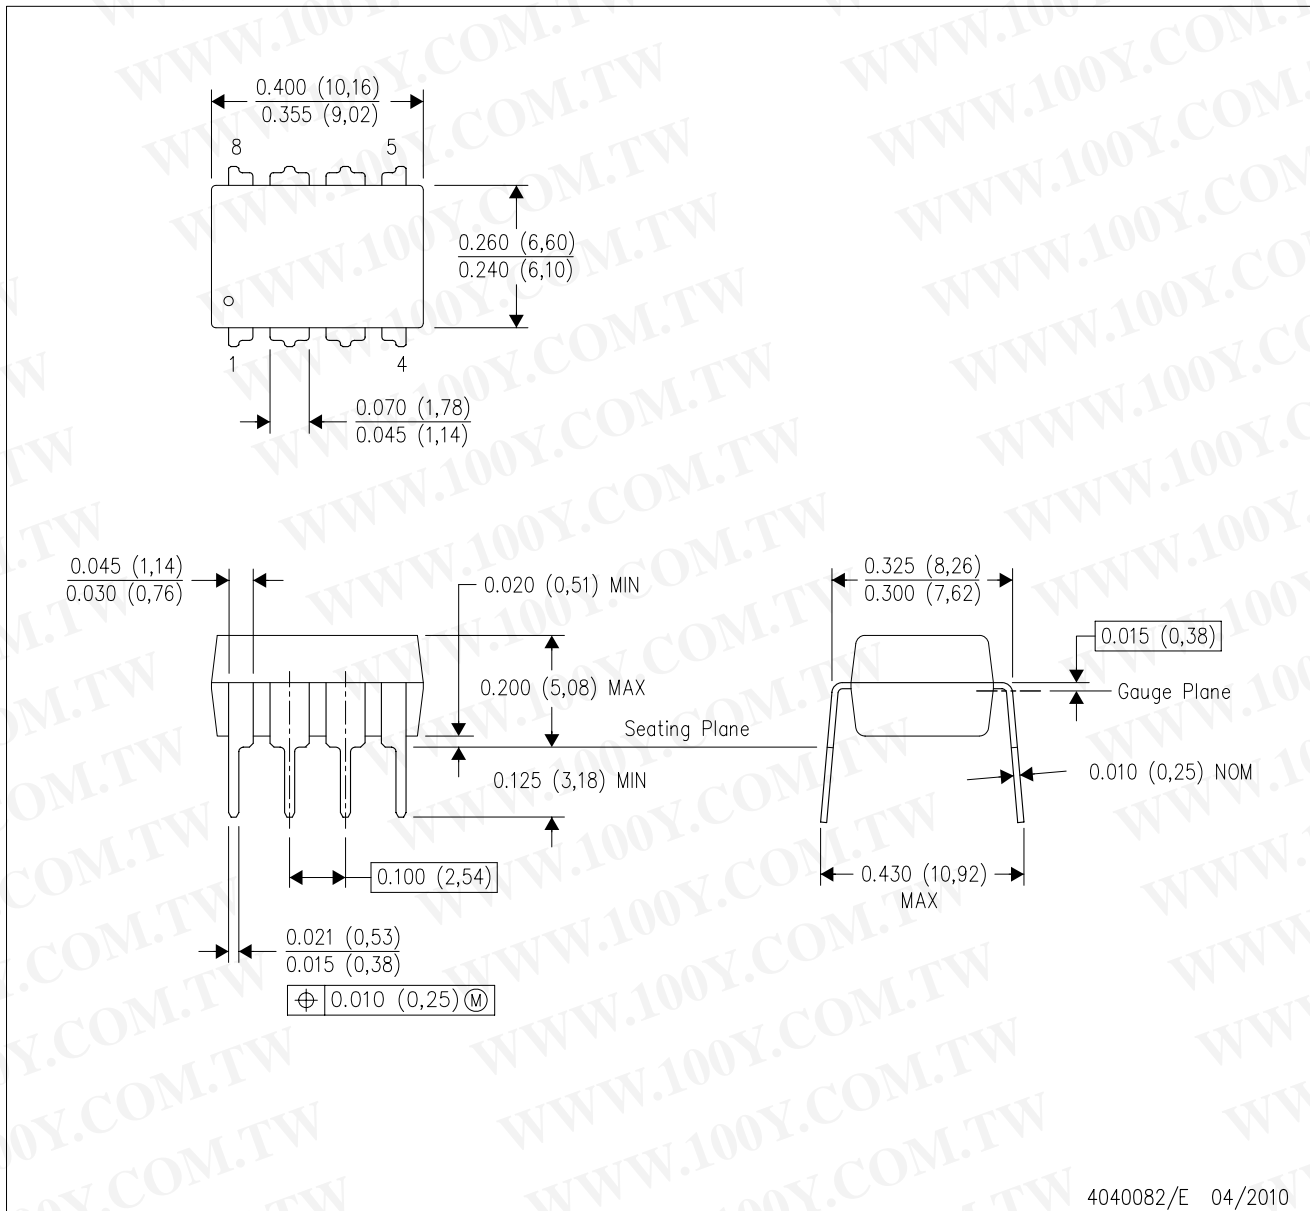 0.400 (10,16)
0.355 (9,02)
8
5
0.260 (6,60)
0.240 (6,10)
1
4
0.070 (1,78)
0.045 (1,14)
0.045 (1,14)
0.030 (0,76)
0.020 (0,51) MIN
0.325 (8,26)
0.300 (7,62)
0.015 (0,38)
0.200 (5,08) MAX
Gauge Plane
Seating Plane
0.125 (3,18) MIN
0.010 (0,25) NOM
0.100 (2,54)
0.430 (10,92)
MAX
0.021 (0,53)
0.015 (0,38)
⌖ 0.010 (0,25) Ⓜ
4040082/E 04/2010
WWW.100Y.COM.TW